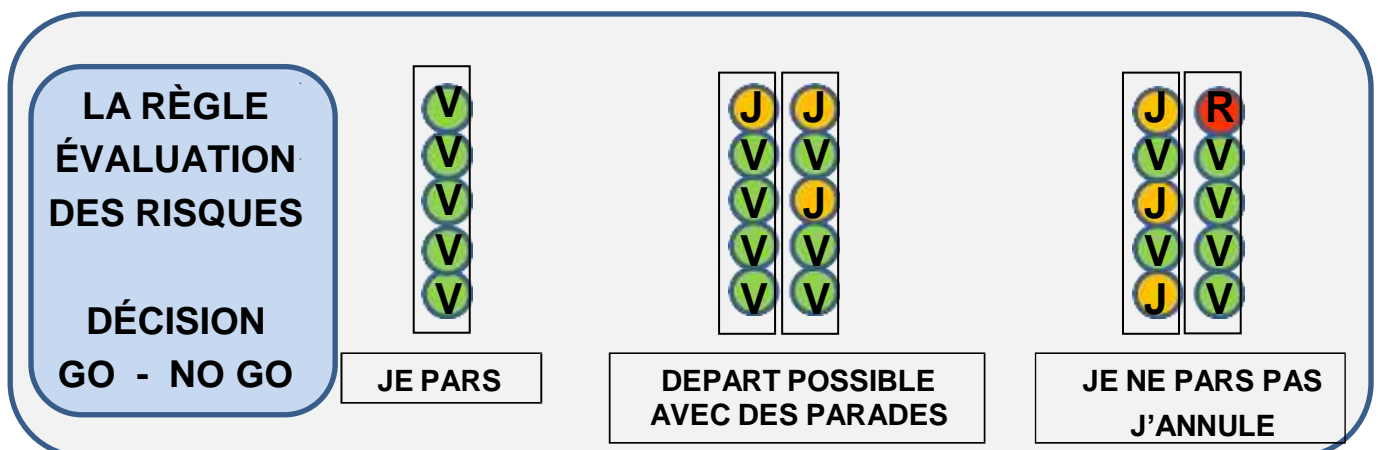 LA RÈGLE
ÉVALUATION
DES RISQUES
DÉCISION
GO - NO GO
V
V
V
V
V
JE PARS
J J
V V
V J
V V
V V
DEPART POSSIBLE
AVEC DES PARADES
J R
V V
J V
V V
J V
JE NE PARS PAS
J’ANNULE